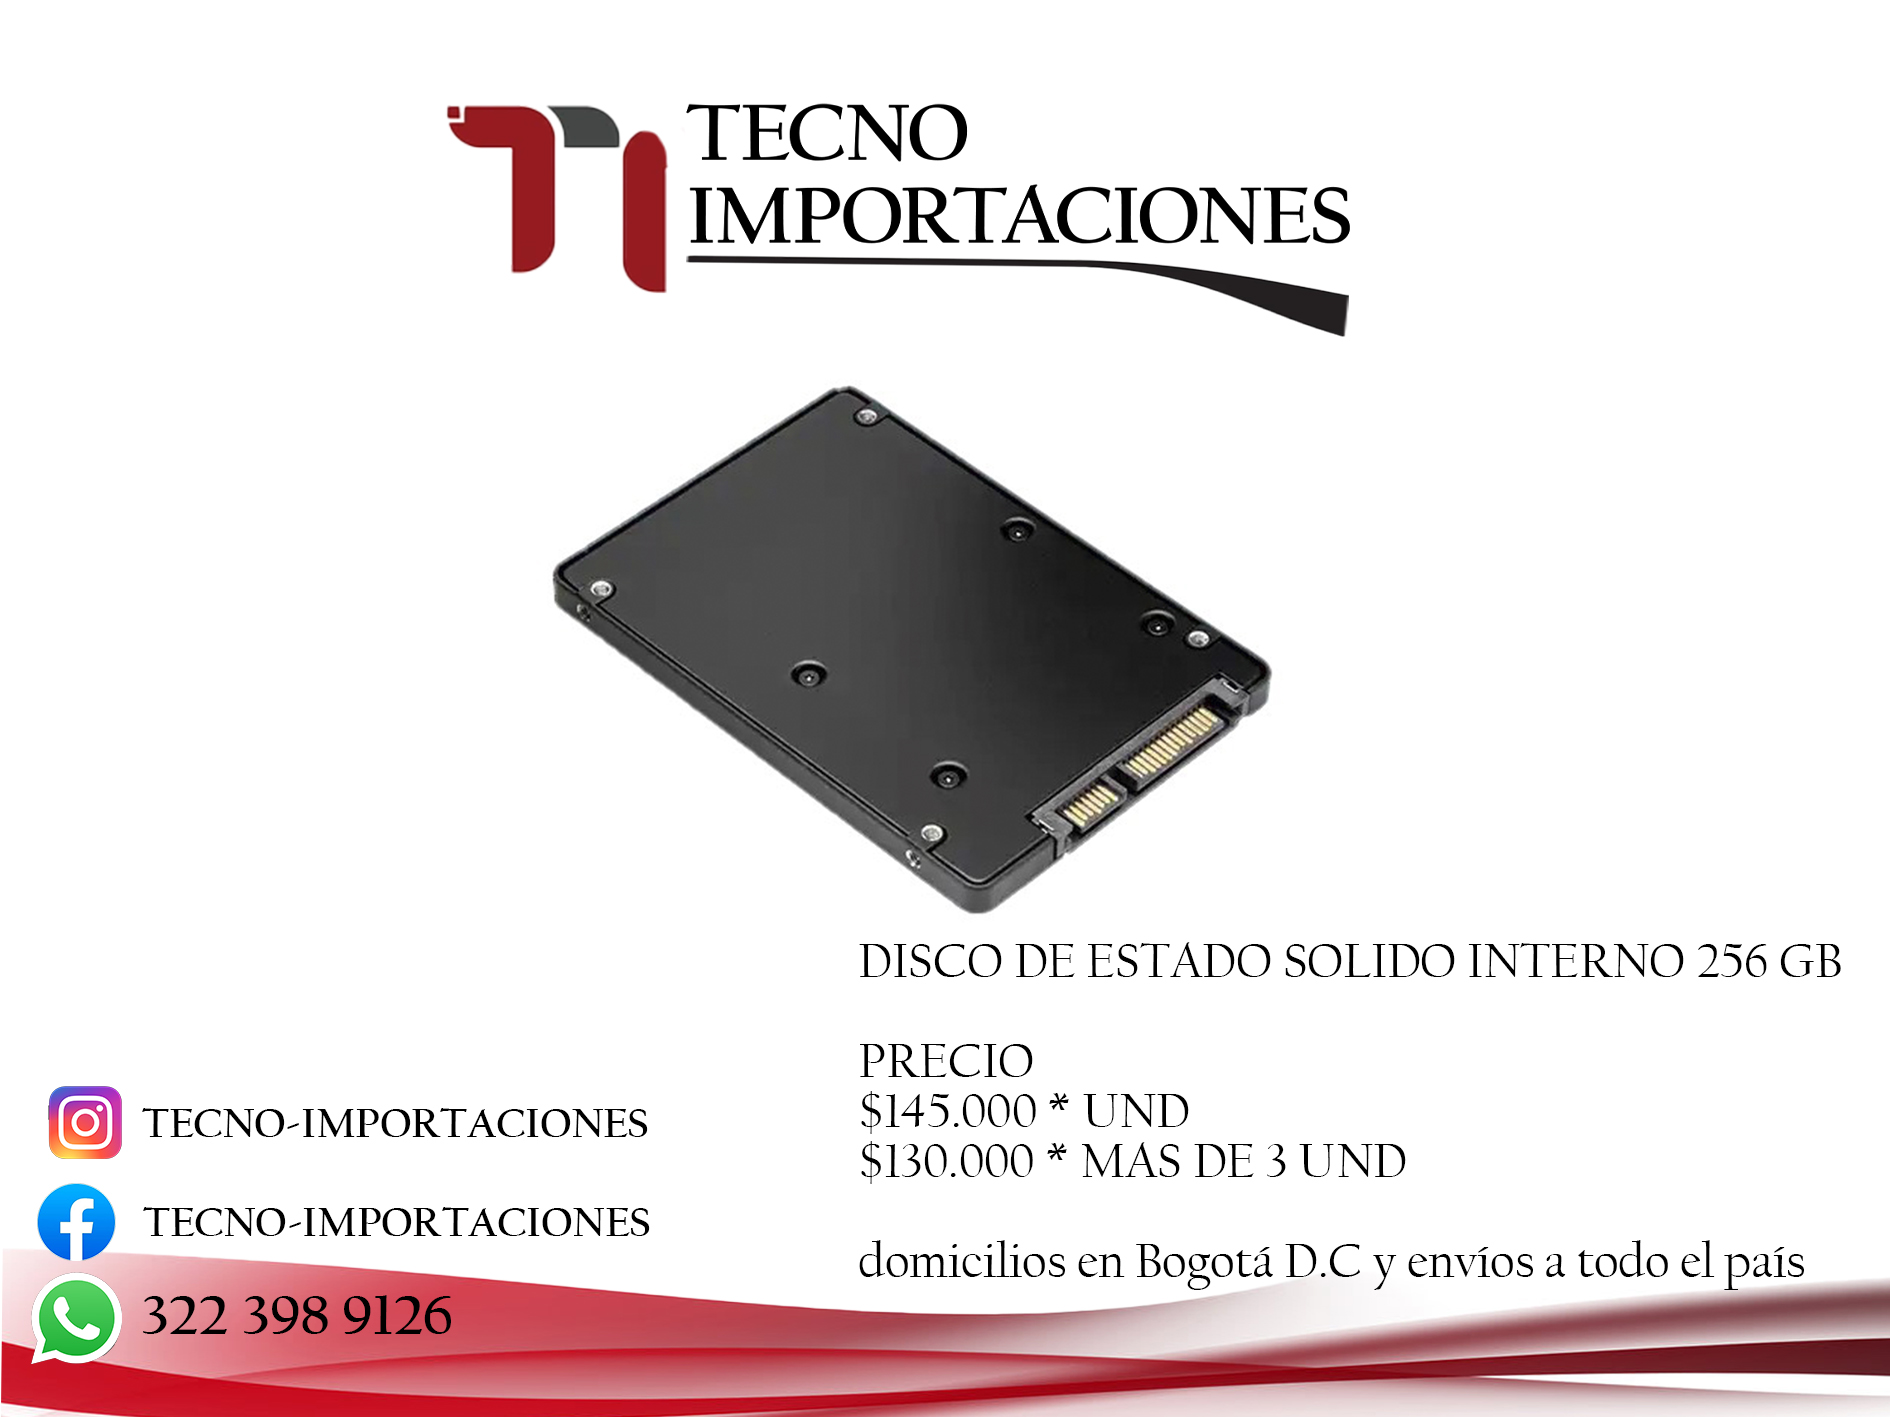 TECNO
IMPORTACIONES
DISCO DE ESTADO SOLIDO INTERNO 256 GB
PRECIO
$145.000 * UND
$130.000 * MAS DE 3 UND
domicilios en Bogotá D.C y envíos a todo el país
TECNO-IMPORTACIONES
TECNO-IMPORTACIONES
322 398 9126